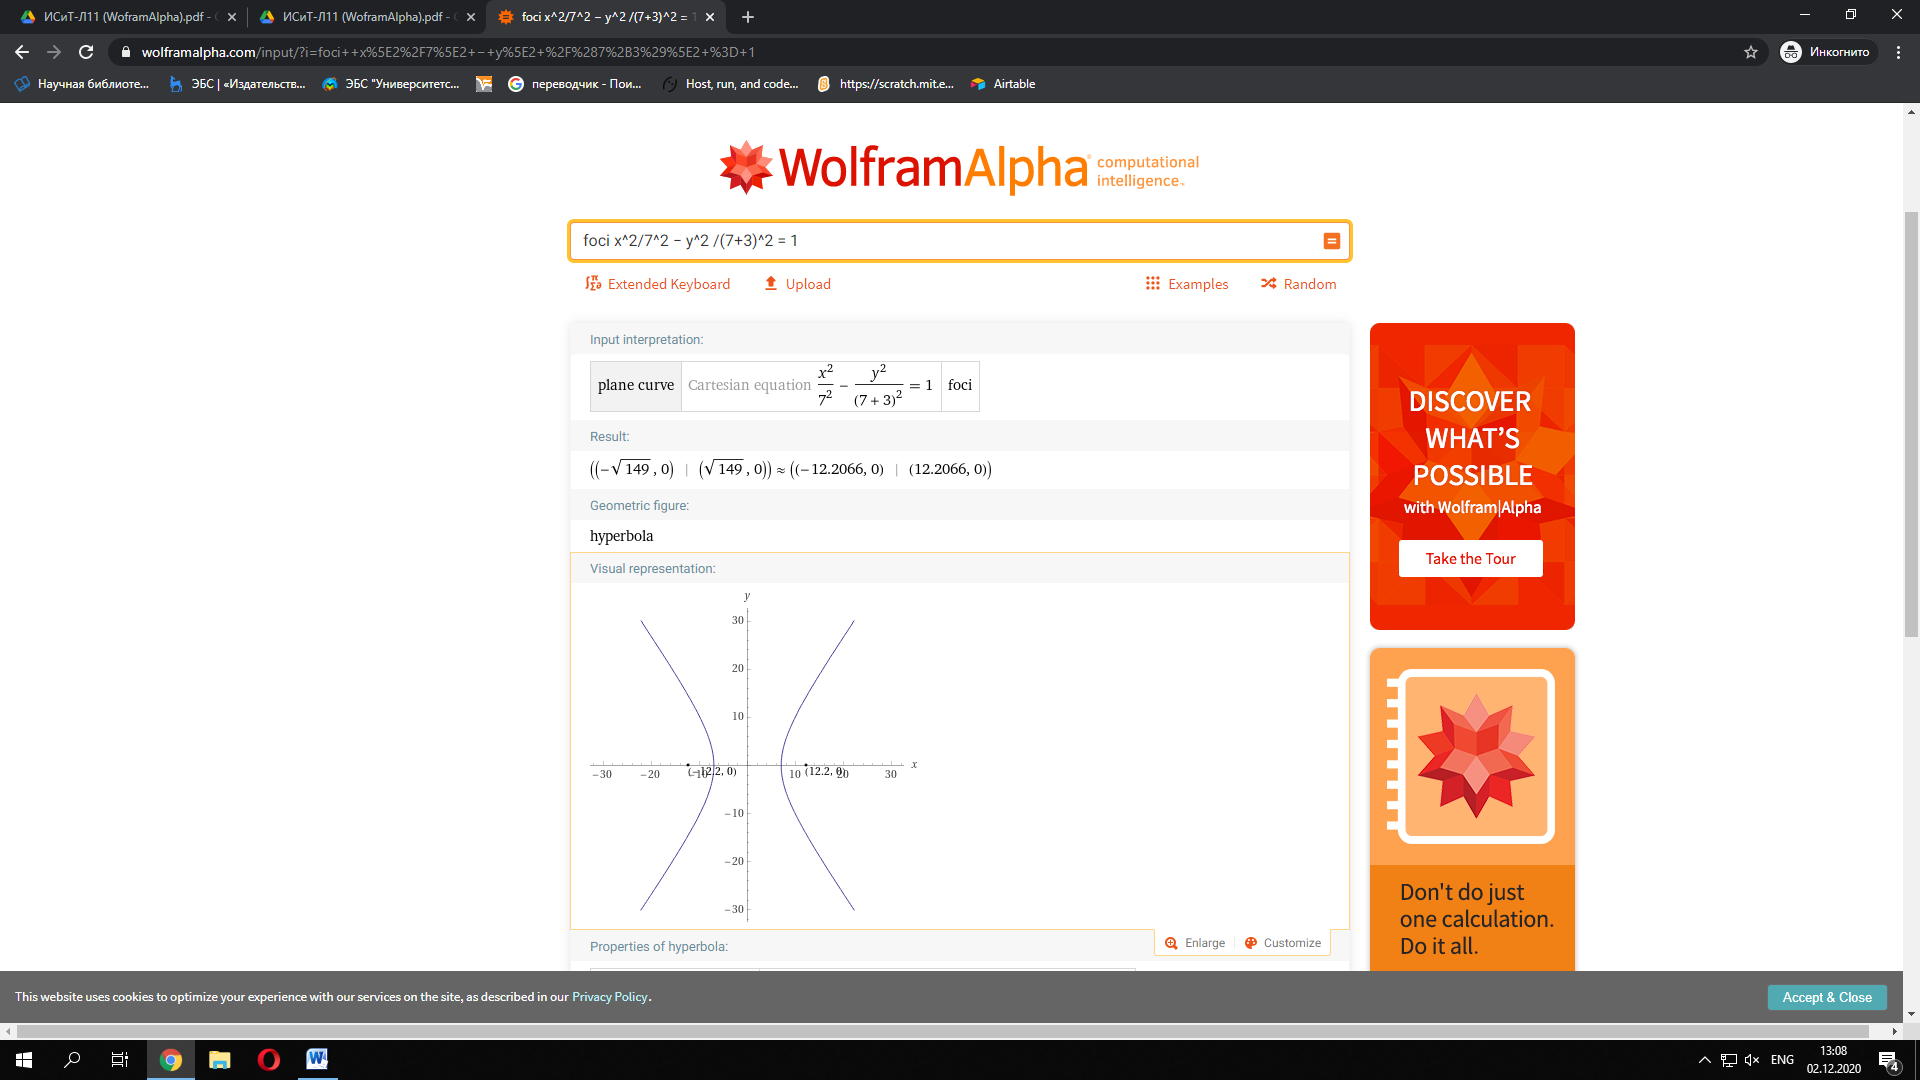 ИСиТ-Л11 (WoframAlpha).pdf -
ИСиТ-Л11 (WoframAlpha).pdf -
foci x^2/7^2 − y^2 /(7+3)^2 = 1
wolframalpha.com/input/?i=foci++x%5E2%2F7%5E2+−+y%5E2+%2F%287%2B3%29%5E2+%3D+1
Инкогнито
Научная библиоте...
ЭБС | «Издательств...
ЭБС "Университетс...
переводчик - Пои...
Host, run, and code...
https://scratch.mit.e...
Airtable
WolframAlpha computational intelligence.
foci x^2/7^2 − y^2 /(7+3)^2 = 1
Extended Keyboard
Upload
Examples
Random
Input interpretation:
plane curve Cartesian equation x^2/7^2 − y^2/(7 + 3)^2 = 1 foci
Result:
((−√149, 0) | (√149, 0)) ≈ ((−12.2066, 0) | (12.2066, 0))
Geometric figure:
hyperbola
Visual representation:
y
30
20
10
−30 −20 −10 10 20 30 x
(−12.2, 0) (12.2, 0)
−10
−20
−30
Enlarge
Customize
Properties of hyperbola:
DISCOVER
WHAT'S
POSSIBLE
with Wolfram|Alpha
Take the Tour
Don't do just
one calculation.
Do it all.
This website uses cookies to optimize your experience with our services on the site, as described in our Privacy Policy.
Accept & Close
ENG
13:08
02.12.2020
4